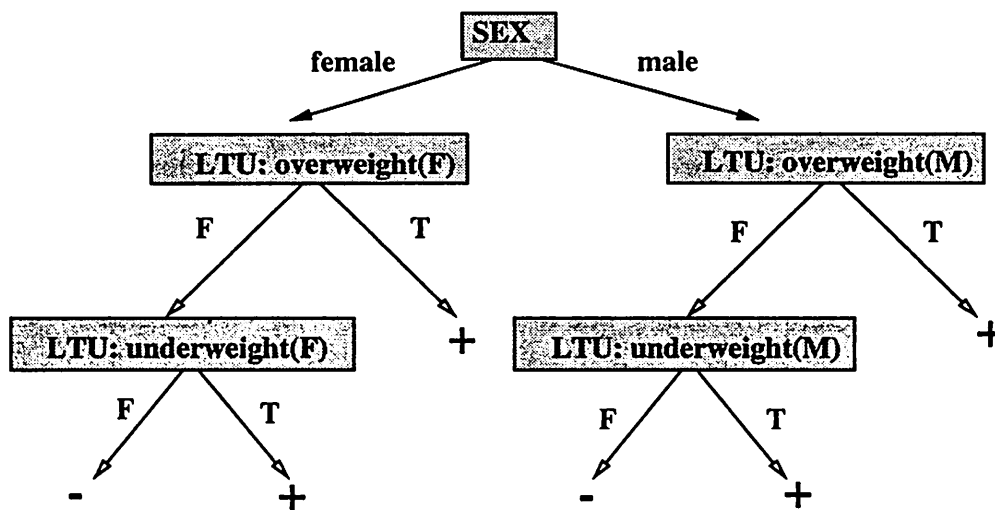 SEX
female male
LTU: overweight(F) LTU: overweight(M)
F T F T
LTU: underweight(F) + LTU: underweight(M) +
F T F T
- + - +